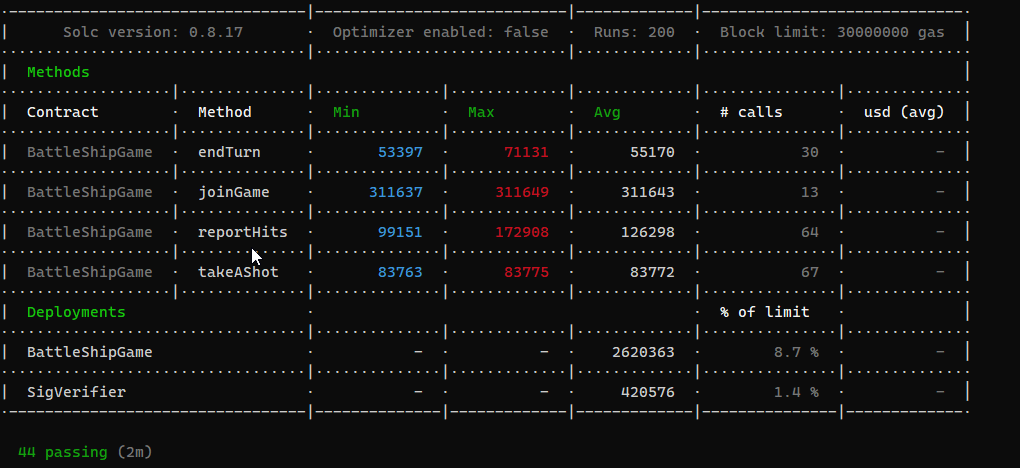 Solc version: 0.8.17 · Optimizer enabled: false · Runs: 200 · Block limit: 30000000 gas
Methods
Contract · Method · Min · Max · Avg · # calls · usd (avg)
BattleShipGame · endTurn · 53397 · 71131 · 55170 · 30 · -
BattleShipGame · joinGame · 311637 · 311649 · 311643 · 13 · -
BattleShipGame · reportHits · 99151 · 172908 · 126298 · 64 · -
BattleShipGame · takeAShot · 83763 · 83775 · 83772 · 67 · -
Deployments · · % of limit ·
BattleShipGame · - · - · 2620363 · 8.7 % · -
SigVerifier · - · - · 420576 · 1.4 % · -
44 passing (2m)